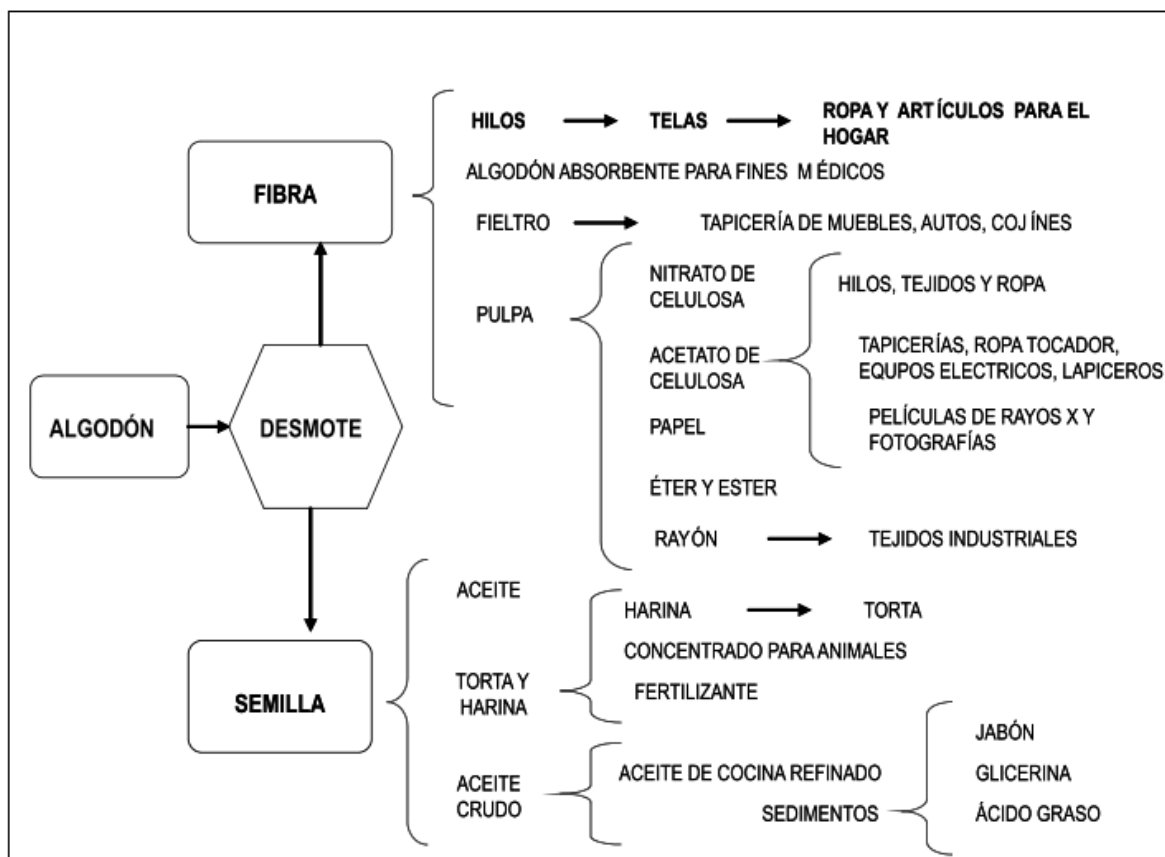 HILOS
TELAS
ROPA Y ARTÍCULOS PARA EL
HOGAR
FIBRA
ALGODÓN ABSORBENTE PARA FINES M ÉDICOS
FIELTRO
TAPICERÍA DE MUEBLES, AUTOS, COJ ÍNES
PULPA
NITRATO DE
CELULOSA
HILOS, TEJIDOS Y ROPA
ACETATO DE
CELULOSA
TAPICERÍAS, ROPA TOCADOR,
EQUPOS ELECTRICOS, LAPICEROS
PAPEL
PELÍCULAS DE RAYOS X Y
FOTOGRAFÍAS
ALGODÓN
DESMOTE
ÉTER Y ESTER
RAYÓN
TEJIDOS INDUSTRIALES
SEMILLA
ACEITE
TORTA Y
HARINA
HARINA
TORTA
CONCENTRADO PARA ANIMALES
FERTILIZANTE
ACEITE
CRUDO
ACEITE DE COCINA REFINADO
SEDIMENTOS
JABÓN
GLICERINA
ÁCIDO GRASO